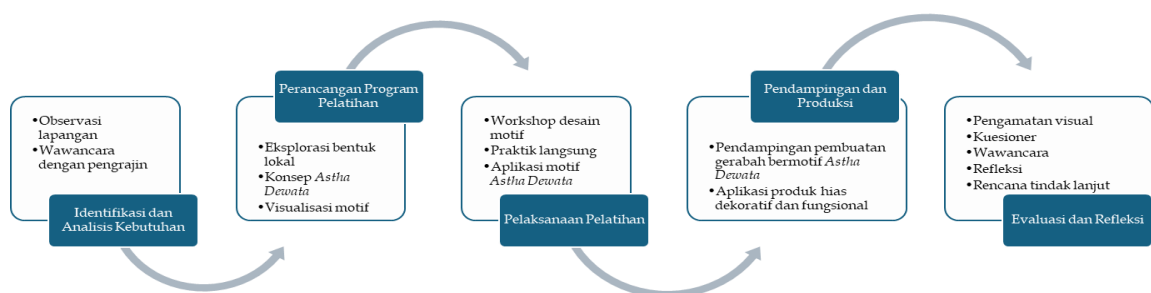 •Observasi
lapangan
•Wawancara
dengan pengrajin
Identifikasi dan
Analisis Kebutuhan
Perancangan Program
Pelatihan
•Eksplorasi bentuk
lokal
•Konsep Astha
Dewata
•Visualisasi motif
•Workshop desain
motif
•Praktik langsung
•Aplikasi motif
Astha Dewata
Pelaksanaan Pelatihan
Pendampingan dan
Produksi
•Pendampingan pembuatan
gerabah bermotif Astha
Dewata
•Aplikasi produk hias
dekoratif dan fungsional
•Pengamatan visual
•Kuesioner
•Wawancara
•Refleksi
•Rencana tindak lanjut
Evaluasi dan Refleksi